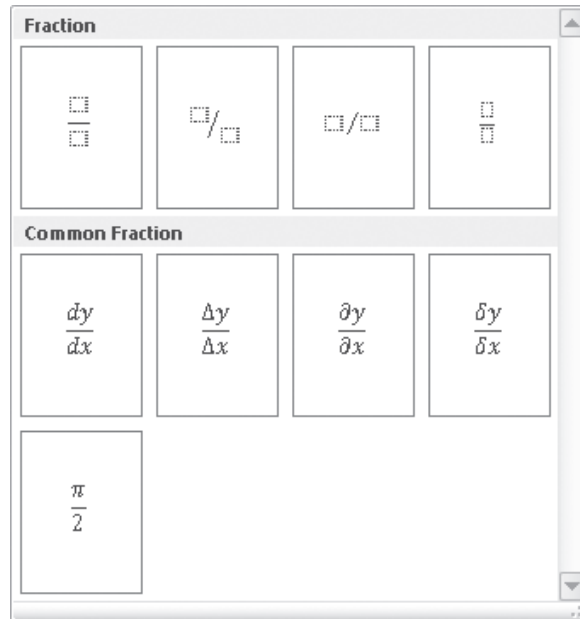 Fraction
□/□ □/□ □/□ □/□
Common Fraction
dy/dx Δy/Δx ∂y/∂x δy/δx
π/2